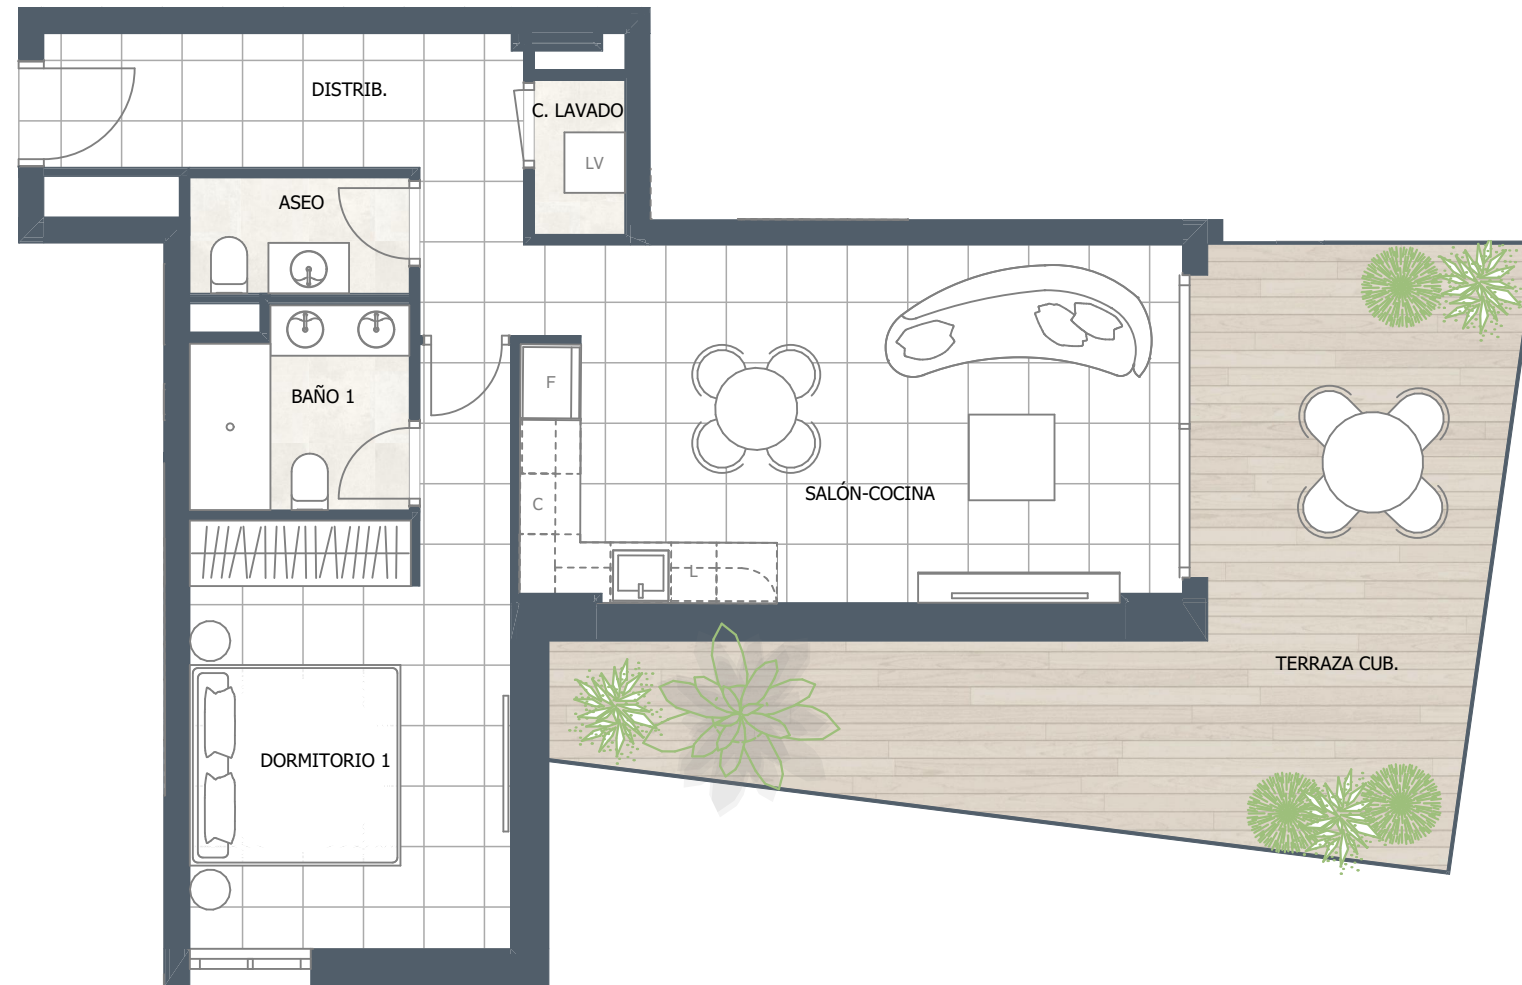 DISTRIB.
C. LAVADO
LV
ASEO
BAÑO 1
F
C
SALÓN-COCINA
L
TERRAZA CUB.
DORMITORIO 1